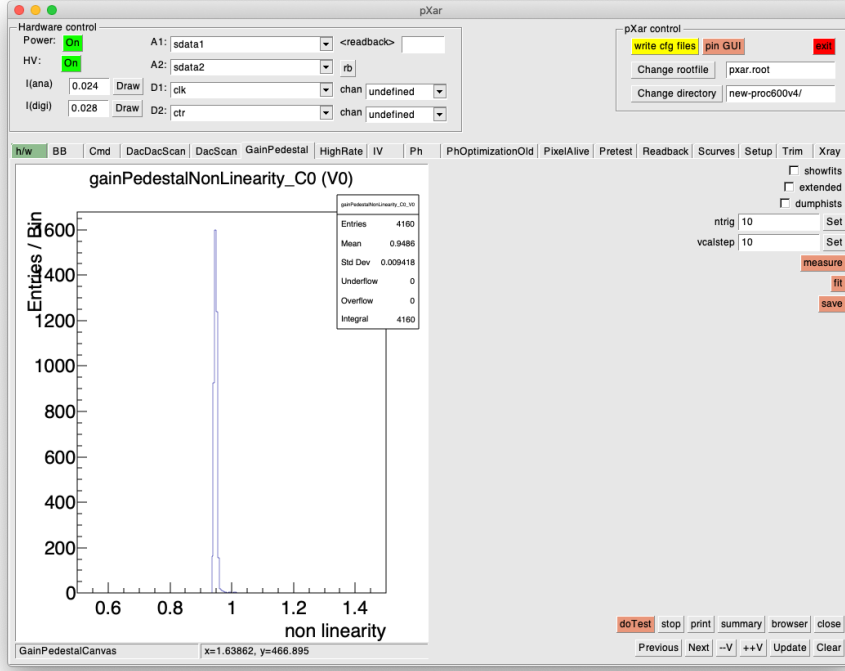 pXar
Hardware control
Power: On A1: sdata1 <readback>
HV: On A2: sdata2 rb
I(ana) 0.024 Draw D1: clk chan undefined
I(digi) 0.028 Draw D2: ctr chan undefined
pXar control
write cfg files pin GUI exit
Change rootfile pxar.root
Change directory new-proc600v4/
h/w BB Cmd DacDacScan DacScan GainPedestal HighRate IV Ph PhOptimizationOld PixelAlive Pretest Readback Scurves Setup Trim Xray
gainPedestalNonLinearity_C0 (V0)
gainPedestalNonLinearity_C0_V0
Entries 4160
Mean 0.9486
Std Dev 0.009418
Underflow 0
Overflow 0
Integral 4160
Entries / Bin
1600
1400
1200
1000
800
600
400
200
0
0.6 0.8 1 1.2 1.4
non linearity
showfits
extended
dumphists
ntrig 10 Set
vcalstep 10 Set
measure
fit
save
doTest stop print summary browser close
Previous Next --V ++V Update Clear
GainPedestalCanvas x=1.63862, y=466.895